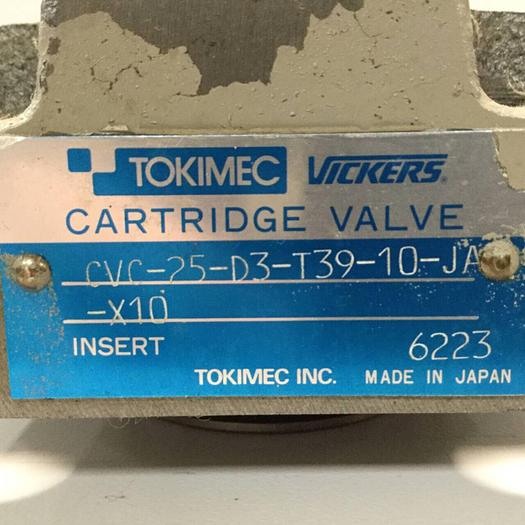 TOKIMEC VICKERS
CARTRIDGE VALVE
CVC-25-D3-T39-10-JA
-X10
INSERT 6223
TOKIMEC INC. MADE IN JAPAN